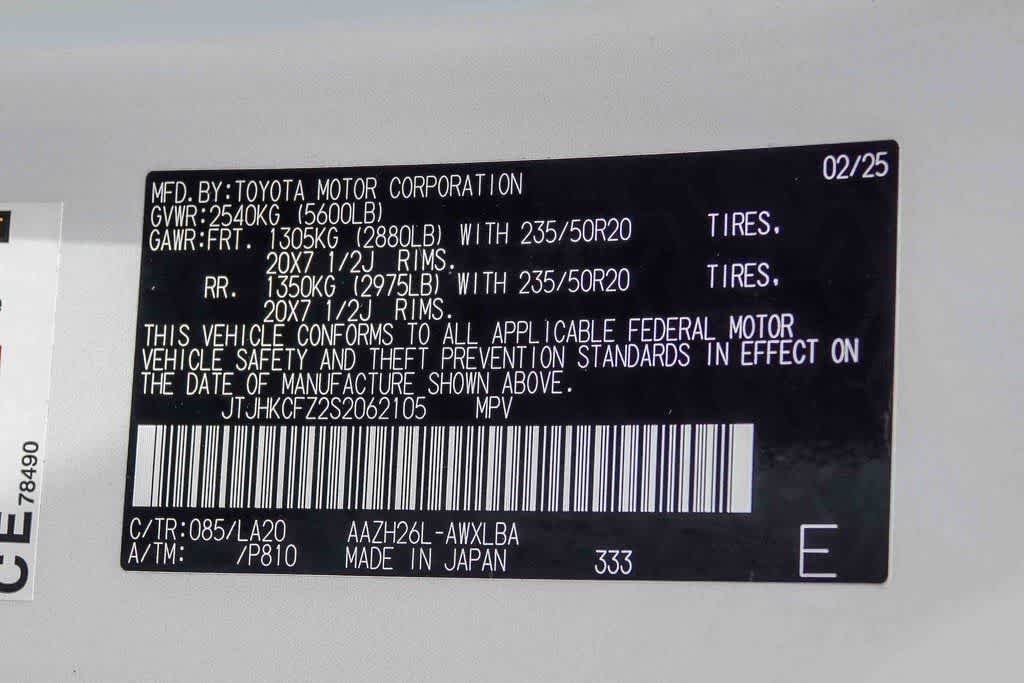 02/25
MFD.BY:TOYOTA MOTOR CORPORATION
GVWR:2540KG (5600LB)
GAWR:FRT. 1305KG (2880LB) WITH 235/50R20 TIRES.
20X7 1/2J RIMS.
RR. 1350KG (2975LB) WITH 235/50R20 TIRES.
20X7 1/2J RIMS.
THIS VEHICLE CONFORMS TO ALL APPLICABLE FEDERAL MOTOR
VEHICLE SAFETY AND THEFT PREVENTION STANDARDS IN EFFECT ON
THE DATE OF MANUFACTURE SHOWN ABOVE.
JTJHKCFZ2S2062105 MPV
C/TR:085/LA20 AAZH26L-AWXLBA
A/TM: /P810 MADE IN JAPAN 333 E
CE 78490